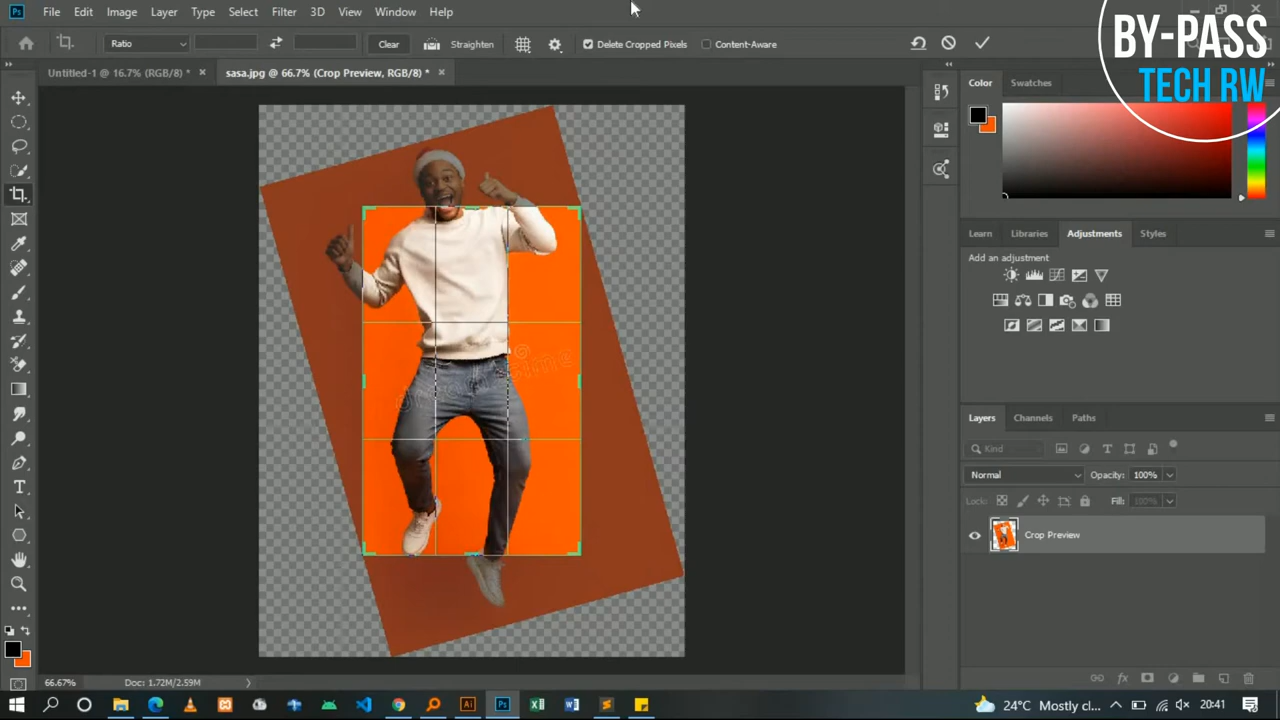 Ps File Edit Image Layer Type Select Filter 3D View Window Help
BY-PASS
TECH RW
Ratio Clear Straighten Delete Cropped Pixels Content-Aware
Untitled-1 @ 16.7% (RGB/8) * × sasa.jpg @ 66.7% (Crop Preview, RGB/8) * ×
Color Swatches
Learn Libraries Adjustments Styles
Add an adjustment
Layers Channels Paths
Kind
Normal Opacity: 100%
Lock: Fill: 100%
Crop Preview
66.67% Doc: 1.72M/2.59M
24°C Mostly cl... 20:41